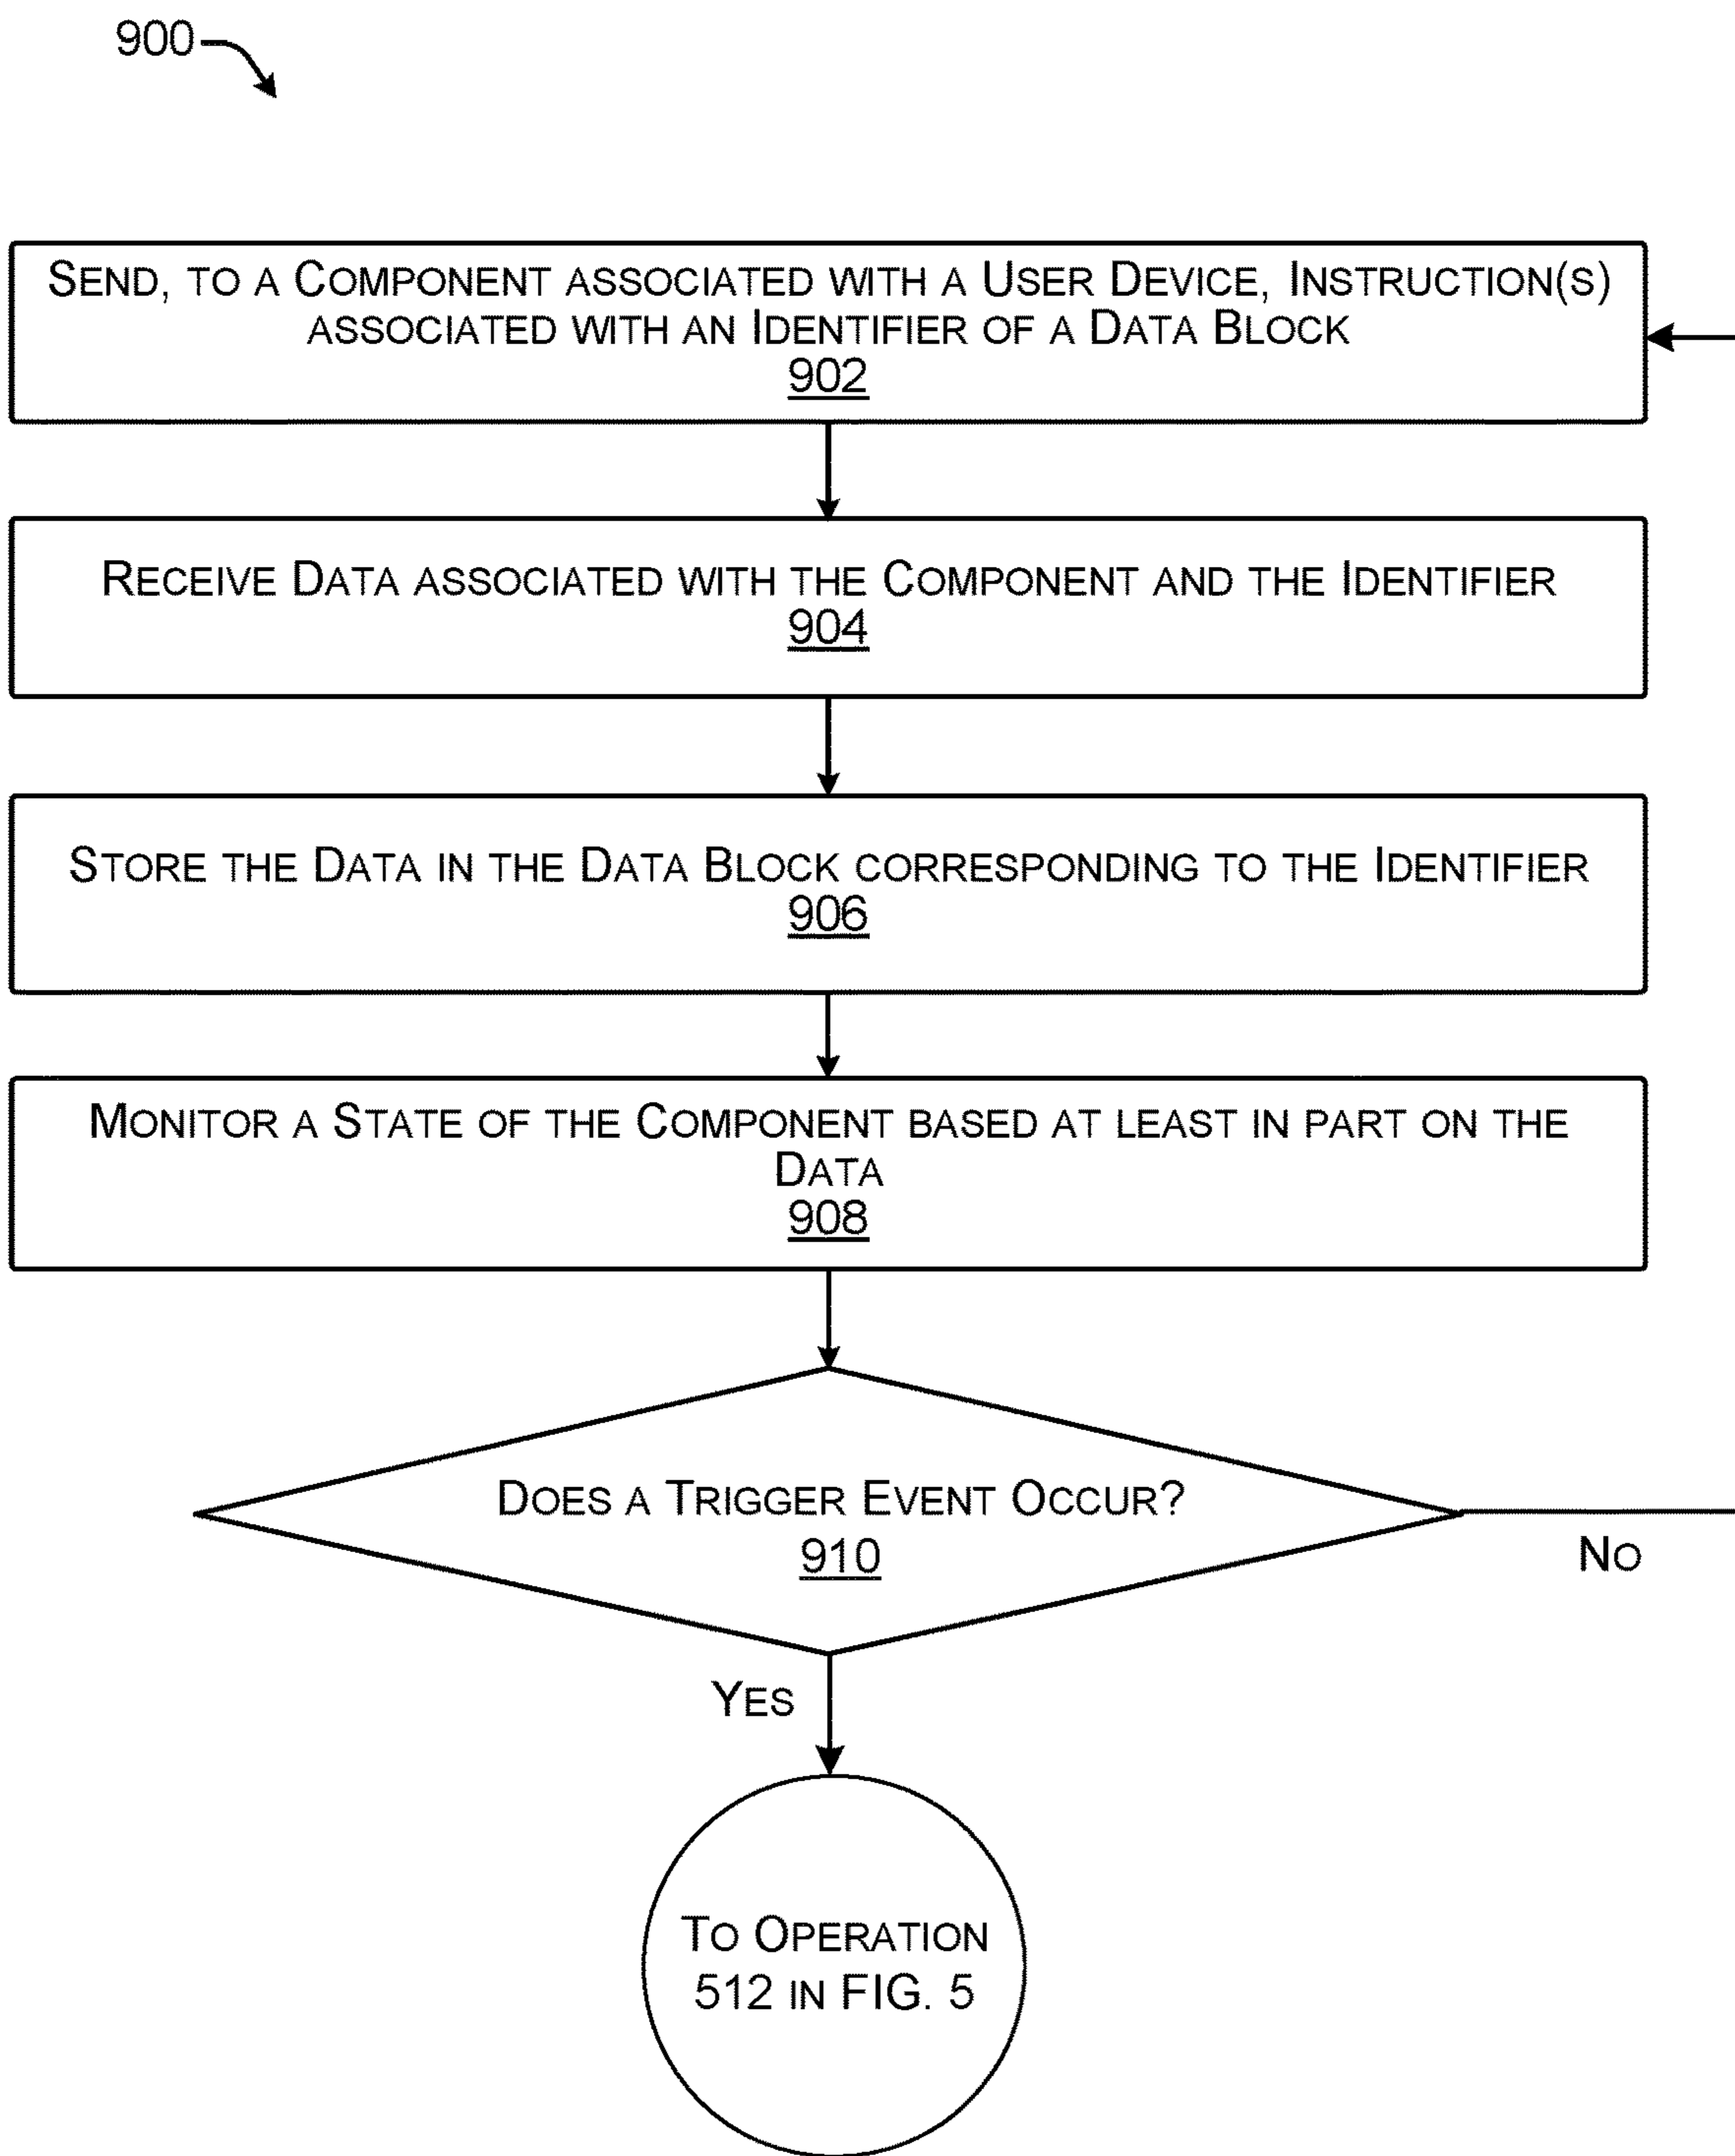 900
SEND, TO A COMPONENT ASSOCIATED WITH A USER DEVICE, INSTRUCTION(S)
ASSOCIATED WITH AN IDENTIFIER OF A DATA BLOCK
902
RECEIVE DATA ASSOCIATED WITH THE COMPONENT AND THE IDENTIFIER
904
STORE THE DATA IN THE DATA BLOCK CORRESPONDING TO THE IDENTIFIER
906
MONITOR A STATE OF THE COMPONENT BASED AT LEAST IN PART ON THE
DATA
908
DOES A TRIGGER EVENT OCCUR?
910
NO
YES
TO OPERATION
512 IN FIG. 5